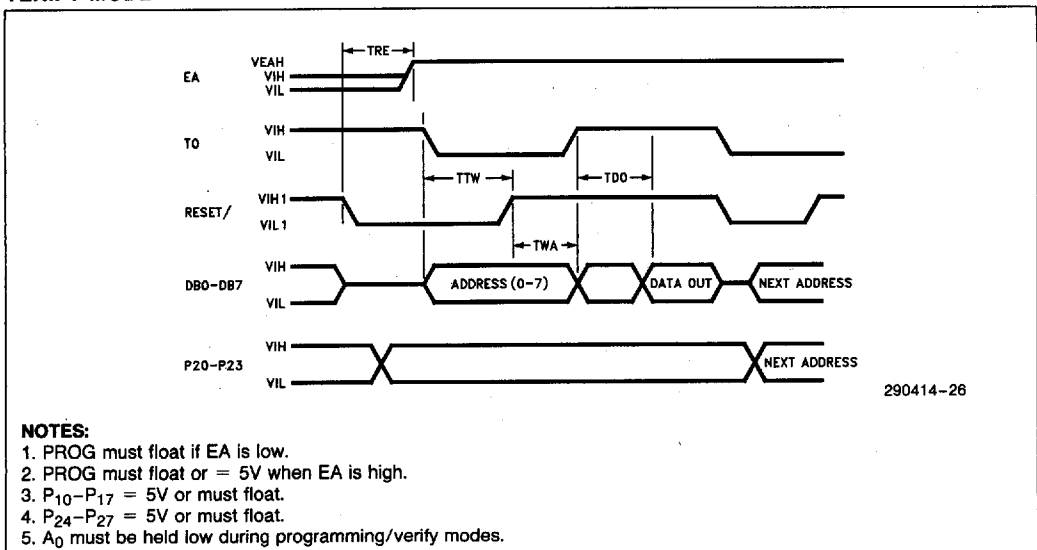 TRE
VEAH
EA
VIH
VIL
VIH
TO
VIL
TTW
TDO
VIH1
RESET/
VIL1
TWA
VIH
DB0-DB7
ADDRESS (0-7)
DATA OUT
NEXT ADDRESS
VIL
VIH
P20-P23
NEXT ADDRESS
VIL
290414-26
NOTES:
1. PROG must float if EA is low.
2. PROG must float or = 5V when EA is high.
3. P10–P17 = 5V or must float.
4. P24–P27 = 5V or must float.
5. A0 must be held low during programming/verify modes.